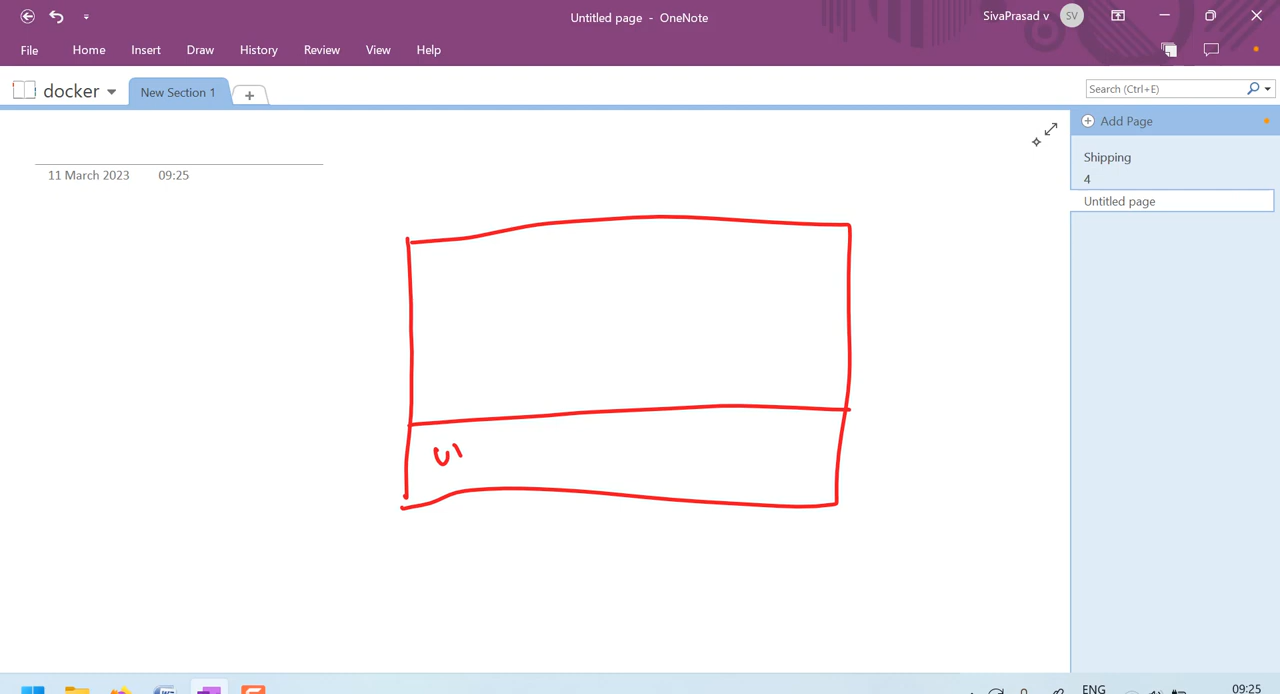 Untitled page - OneNote
SivaPrasad v
SV
File Home Insert Draw History Review View Help
docker
New Section 1
Search (Ctrl+E)
Add Page
11 March 2023 09:25
Shipping
4
Untitled page
ENG
09:25